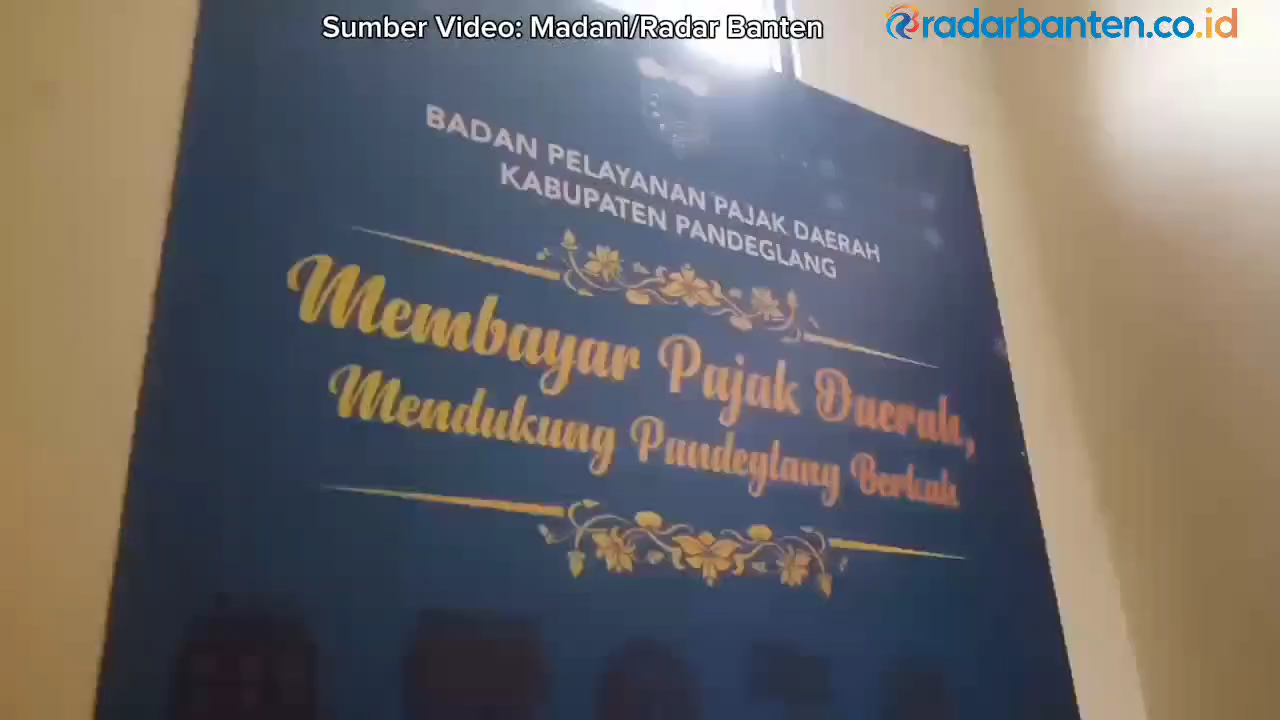 Sumber Video: Madani/Radar Banten
radarbanten.co.id
BADAN PELAYANAN PAJAK DAERAH
KABUPATEN PANDEGLANG
Membayar Pajak Daerah,
Mendukung Pandeglang Berkah